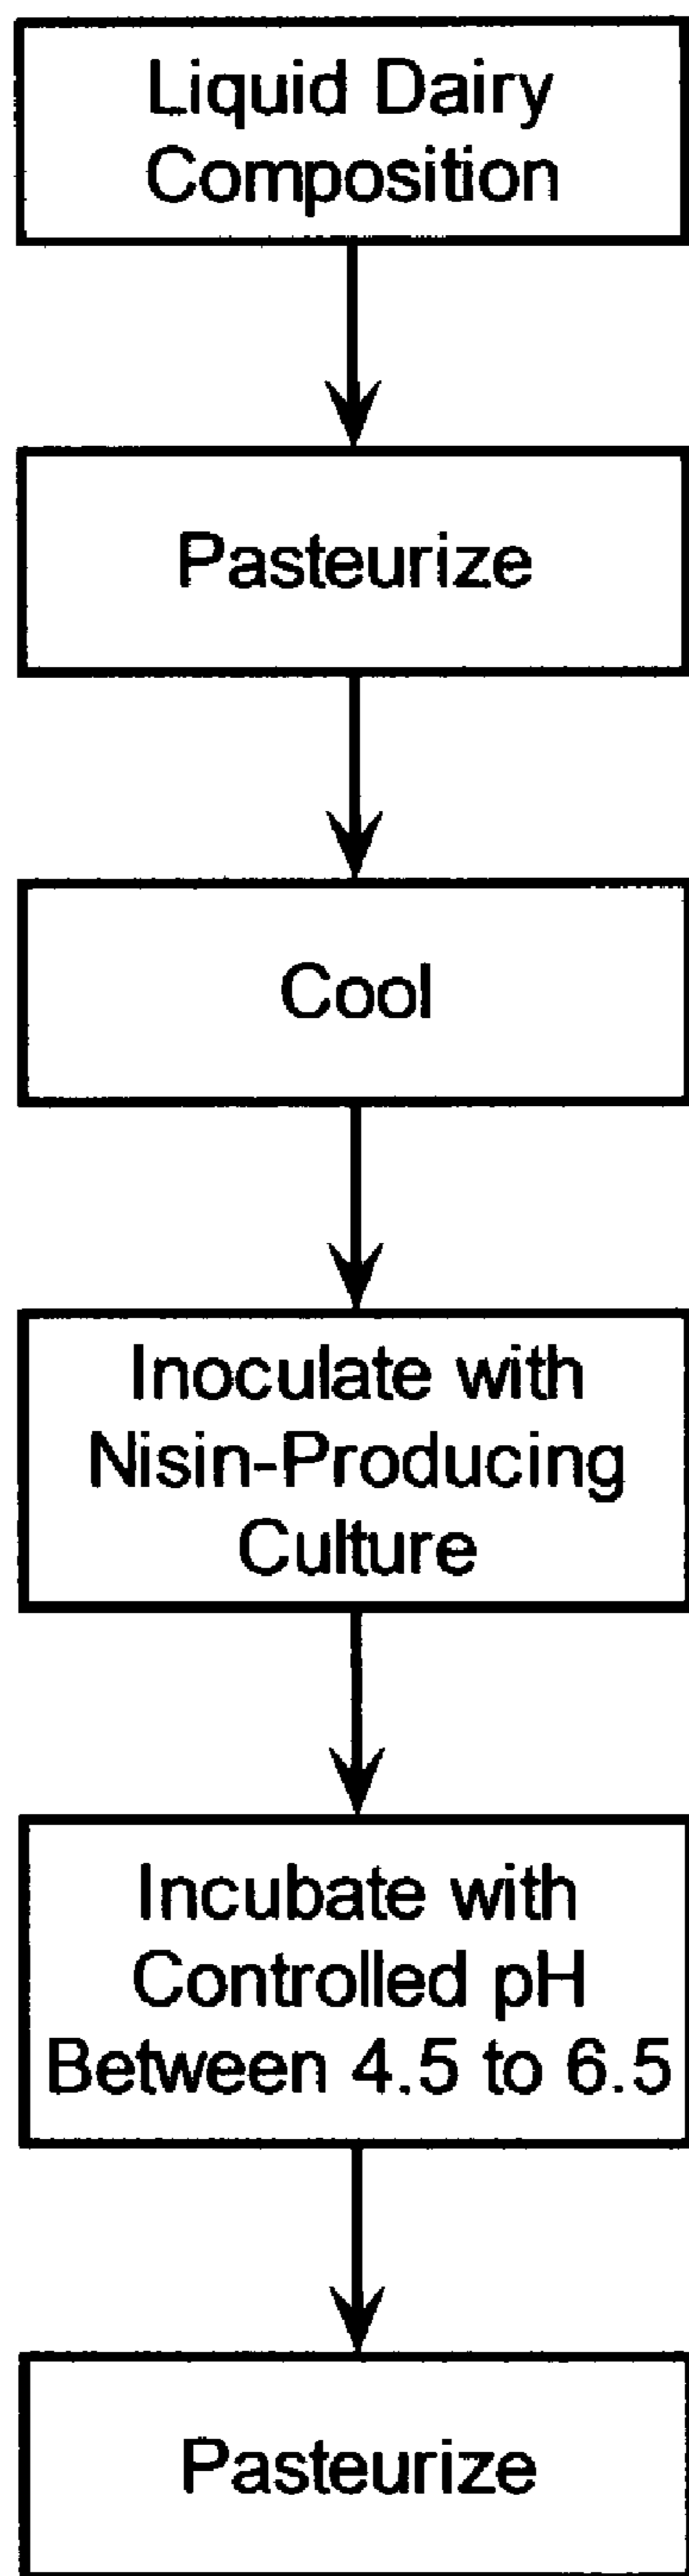 Liquid Dairy
Composition
Pasteurize
Cool
Inoculate with
Nisin-Producing
Culture
Incubate with
Controlled pH
Between 4.5 to 6.5
Pasteurize